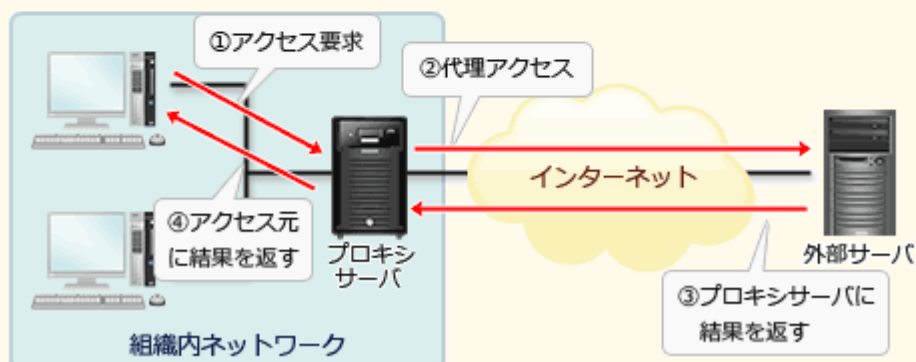 ①アクセス要求
②代理アクセス
インターネット
④アクセス元
に結果を返す
プロキシ
サーバ
外部サーバ
③プロキシサーバに
結果を返す
組織内ネットワーク